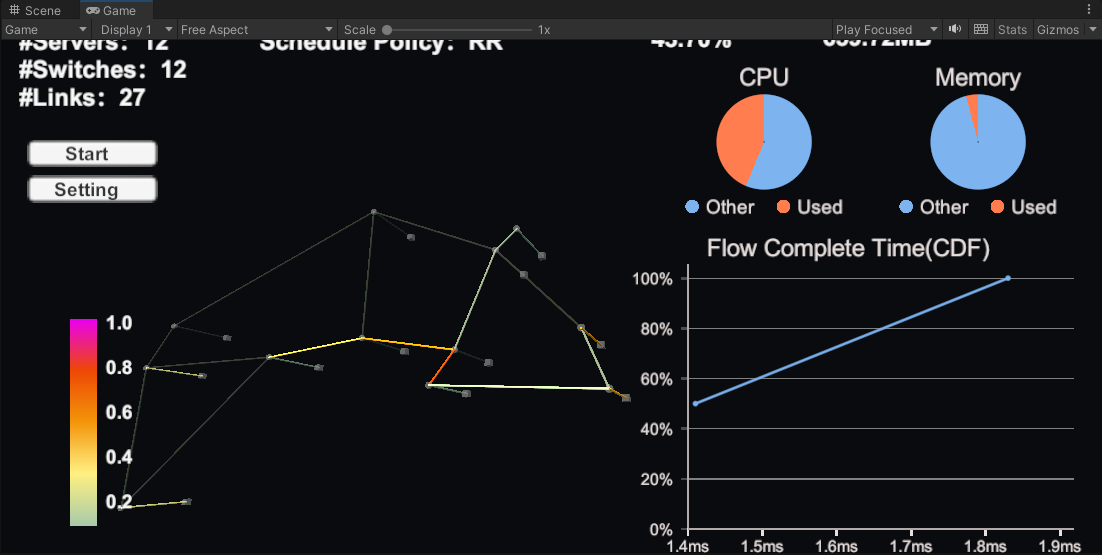 Scene Game
Game Display 1 Free Aspect Scale 1x Play Focused Stats Gizmos
#Servers: 12 Schedule Policy: RR 43.70%
#Switches: 12
#Links: 27
Start
Setting
CPU Memory
Other Used Other Used
Flow Complete Time(CDF)
100%
80%
60%
40%
20%
0%
1.4ms 1.5ms 1.6ms 1.7ms 1.8ms 1.9ms
1.0
0.8
0.6
0.4
0.2